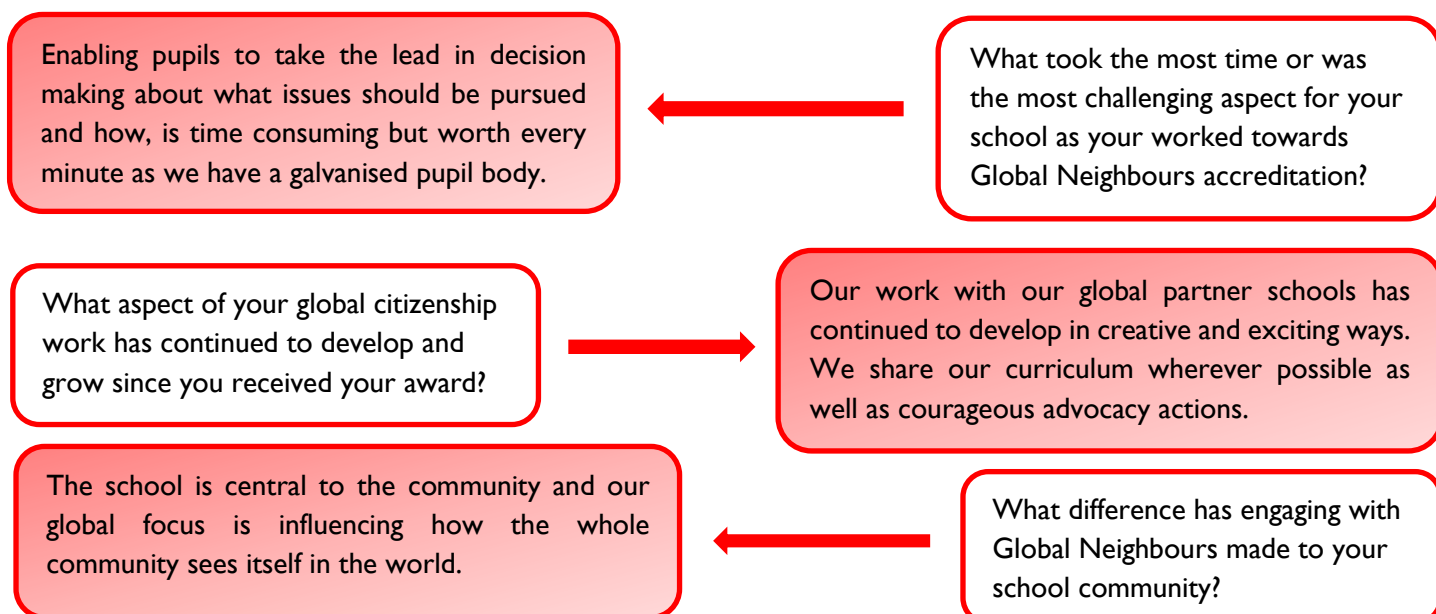 What took the most time or was
the most challenging aspect for your
school as your worked towards
Global Neighbours accreditation?
Enabling pupils to take the lead in decision
making about what issues should be pursued
and how, is time consuming but worth every
minute as we have a galvanised pupil body.
What aspect of your global citizenship
work has continued to develop and
grow since you received your award?
Our work with our global partner schools has
continued to develop in creative and exciting ways.
We share our curriculum wherever possible as
well as courageous advocacy actions.
What difference has engaging with
Global Neighbours made to your
school community?
The school is central to the community and our
global focus is influencing how the whole
community sees itself in the world.